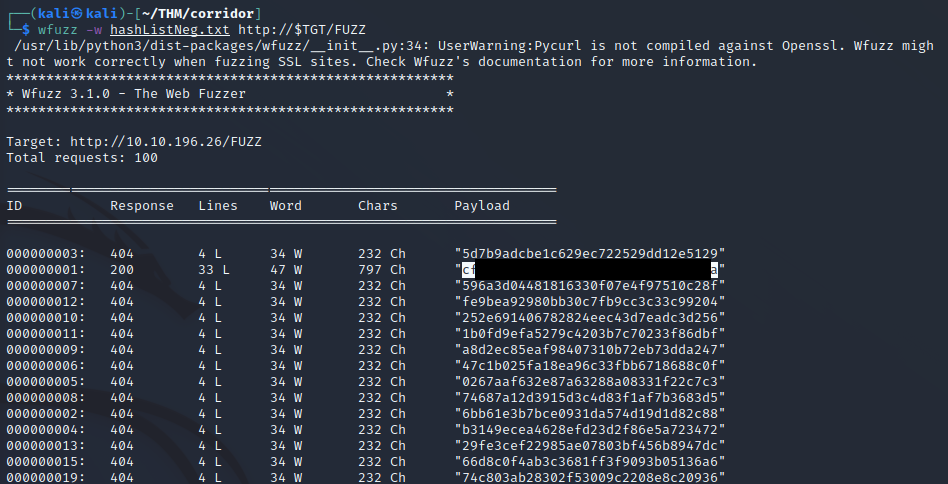 ┌──(kali㉿kali)-[~/THM/corridor]
└─$ wfuzz -w hashListNeg.txt http://$TGT/FUZZ
/usr/lib/python3/dist-packages/wfuzz/__init__.py:34: UserWarning:Pycurl is not compiled against Openssl. Wfuzz migh
t not work correctly when fuzzing SSL sites. Check Wfuzz's documentation for more information.
********************************************************
* Wfuzz 3.1.0 - The Web Fuzzer                         *
********************************************************
Target: http://10.10.196.26/FUZZ
Total requests: 100
=====================================================================
ID           Response   Lines    Word       Chars       Payload
=====================================================================
000000003:   404        4 L      34 W       232 Ch      "5d7b9adcbe1c629ec722529dd12e5129"
000000001:   200        33 L     47 W       797 Ch      "cf a"
000000007:   404        4 L      34 W       232 Ch      "596a3d04481816330f07e4f97510c28f"
000000012:   404        4 L      34 W       232 Ch      "fe9bea92980bb30c7fb9cc3c33c99204"
000000010:   404        4 L      34 W       232 Ch      "252e691406782824eec43d7eadc3d256"
000000011:   404        4 L      34 W       232 Ch      "1b0fd9efa5279c4203b7c70233f86dbf"
000000009:   404        4 L      34 W       232 Ch      "a8d2ec85eaf98407310b72eb73dda247"
000000006:   404        4 L      34 W       232 Ch      "47c1b025fa18ea96c33fbb6718688c0f"
000000005:   404        4 L      34 W       232 Ch      "0267aaf632e87a63288a08331f22c7c3"
000000008:   404        4 L      34 W       232 Ch      "74687a12d3915d3c4d83f1af7b3683d5"
000000002:   404        4 L      34 W       232 Ch      "6bb61e3b7bce0931da574d19d1d82c88"
000000004:   404        4 L      34 W       232 Ch      "b3149ecea4628efd23d2f86e5a723472"
000000013:   404        4 L      34 W       232 Ch      "29fe3cef22985ae07803bf456b8947dc"
000000015:   404        4 L      34 W       232 Ch      "66d8c0f4ab3c3681ff3f9093b05136a6"
000000019:   404        4 L      34 W       232 Ch      "74c803ab28302f53009c2208e8c20936"